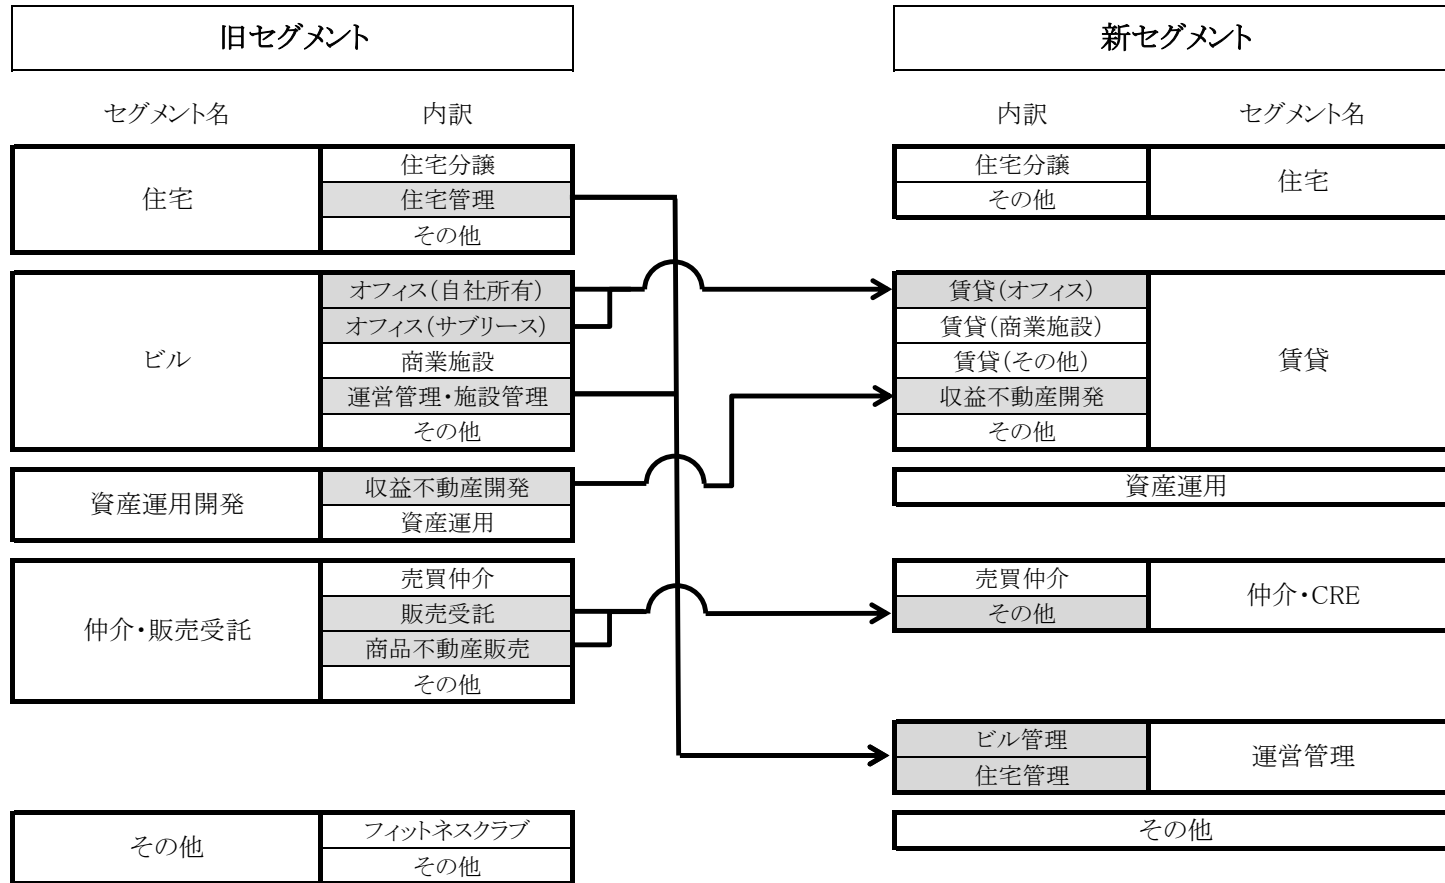 旧セグメント
新セグメント
セグメント名 内訳
内訳 セグメント名
住宅
住宅分譲
住宅管理
その他
ビル
オフィス(自社所有)
オフィス(サブリース)
商業施設
運営管理・施設管理
その他
資産運用開発
収益不動産開発
資産運用
仲介・販売受託
売買仲介
販売受託
商品不動産販売
その他
その他
フィットネスクラブ
その他
住宅分譲
その他
住宅
賃貸(オフィス)
賃貸(商業施設)
賃貸(その他)
収益不動産開発
その他
賃貸
資産運用
売買仲介
その他
仲介・CRE
ビル管理
住宅管理
運営管理
その他